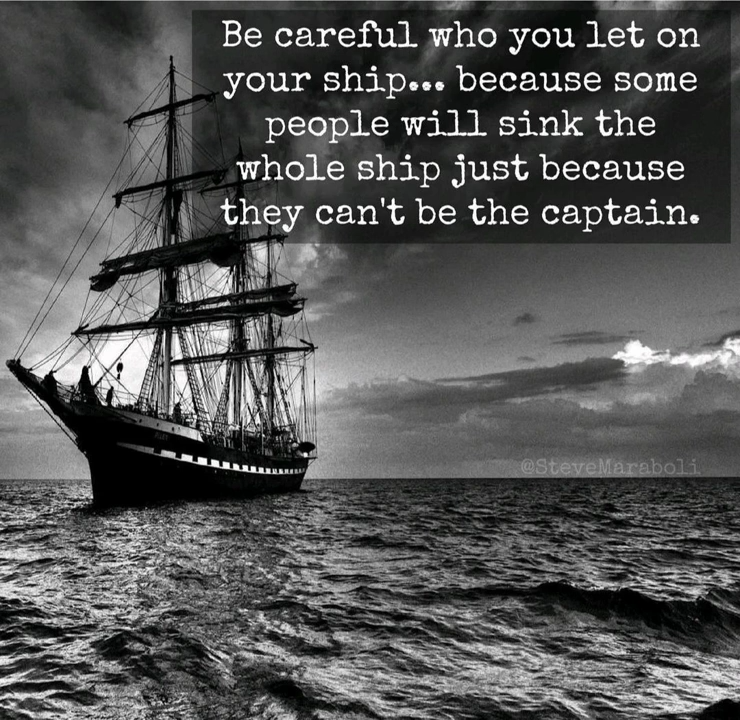 Be careful who you let on
your ship... because some
people will sink the
whole ship just because
they can't be the captain.
@SteveMaraboli